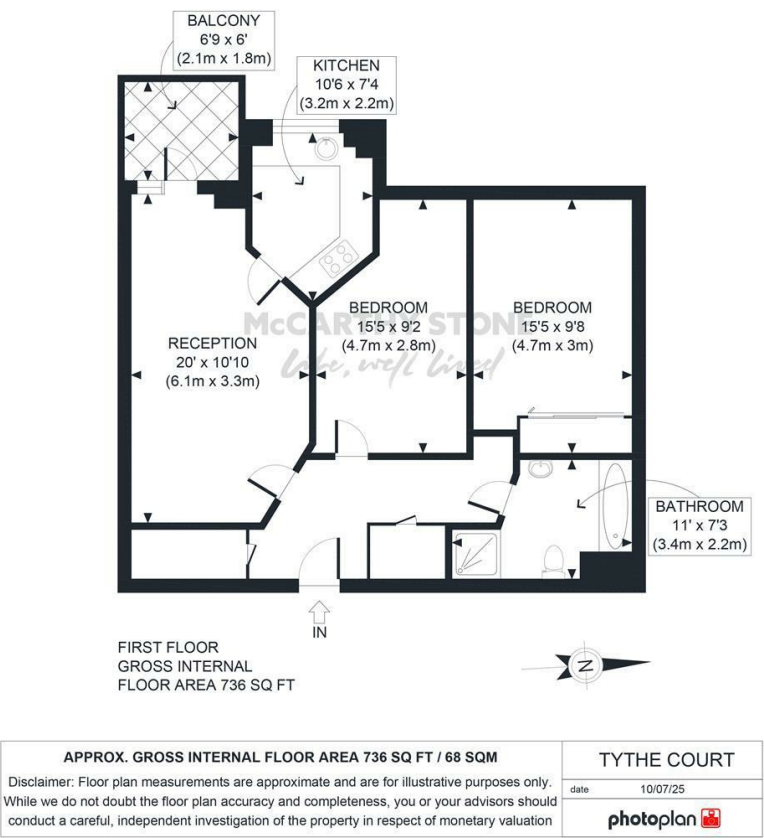 BALCONY
6'9 x 6'
(2.1m x 1.8m)
KITCHEN
10'6 x 7'4
(3.2m x 2.2m)
BEDROOM
15'5 x 9'2
(4.7m x 2.8m)
BEDROOM
15'5 x 9'8
(4.7m x 3m)
McCARTHY STONE
life, well lived
RECEPTION
20' x 10'10
(6.1m x 3.3m)
BATHROOM
11' x 7'3
(3.4m x 2.2m)
IN
FIRST FLOOR
GROSS INTERNAL
FLOOR AREA 736 SQ FT
N
APPROX. GROSS INTERNAL FLOOR AREA 736 SQ FT / 68 SQM
Disclaimer: Floor plan measurements are approximate and are for illustrative purposes only.
While we do not doubt the floor plan accuracy and completeness, you or your advisors should
conduct a careful, independent investigation of the property in respect of monetary valuation
TYTHE COURT
date 10/07/25
photoplan